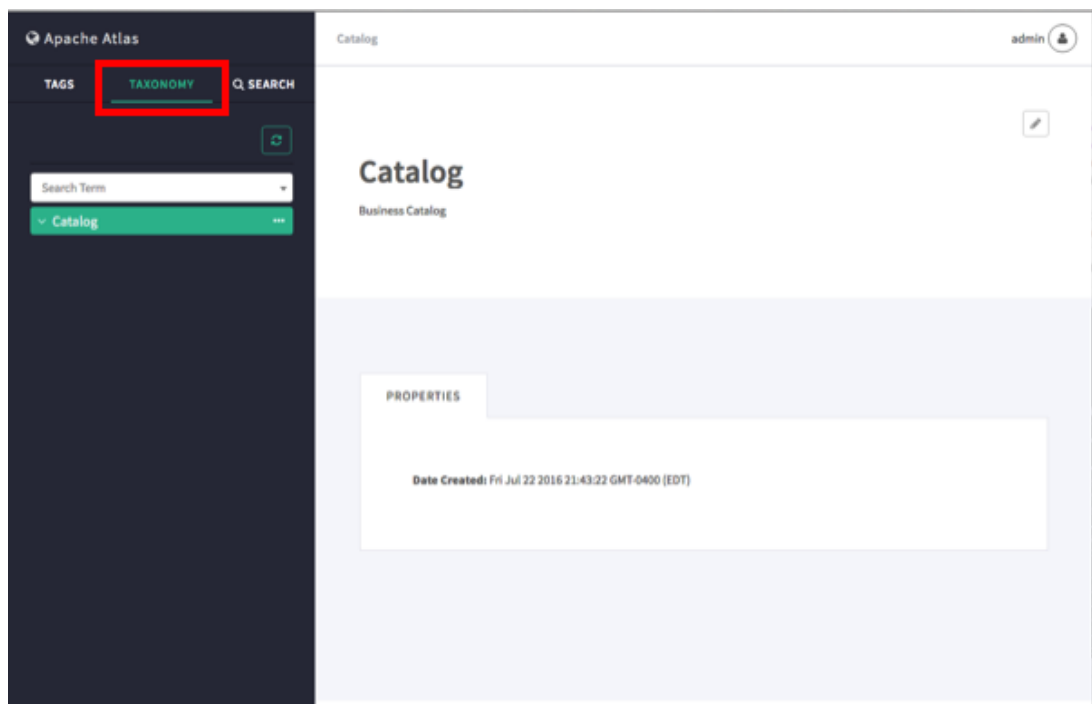 Apache Atlas
TAGS TAXONOMY SEARCH
Search Term
Catalog
Catalog
admin
Catalog
Business Catalog
PROPERTIES
Date Created: Fri Jul 22 2016 21:43:22 GMT-0400 (EDT)